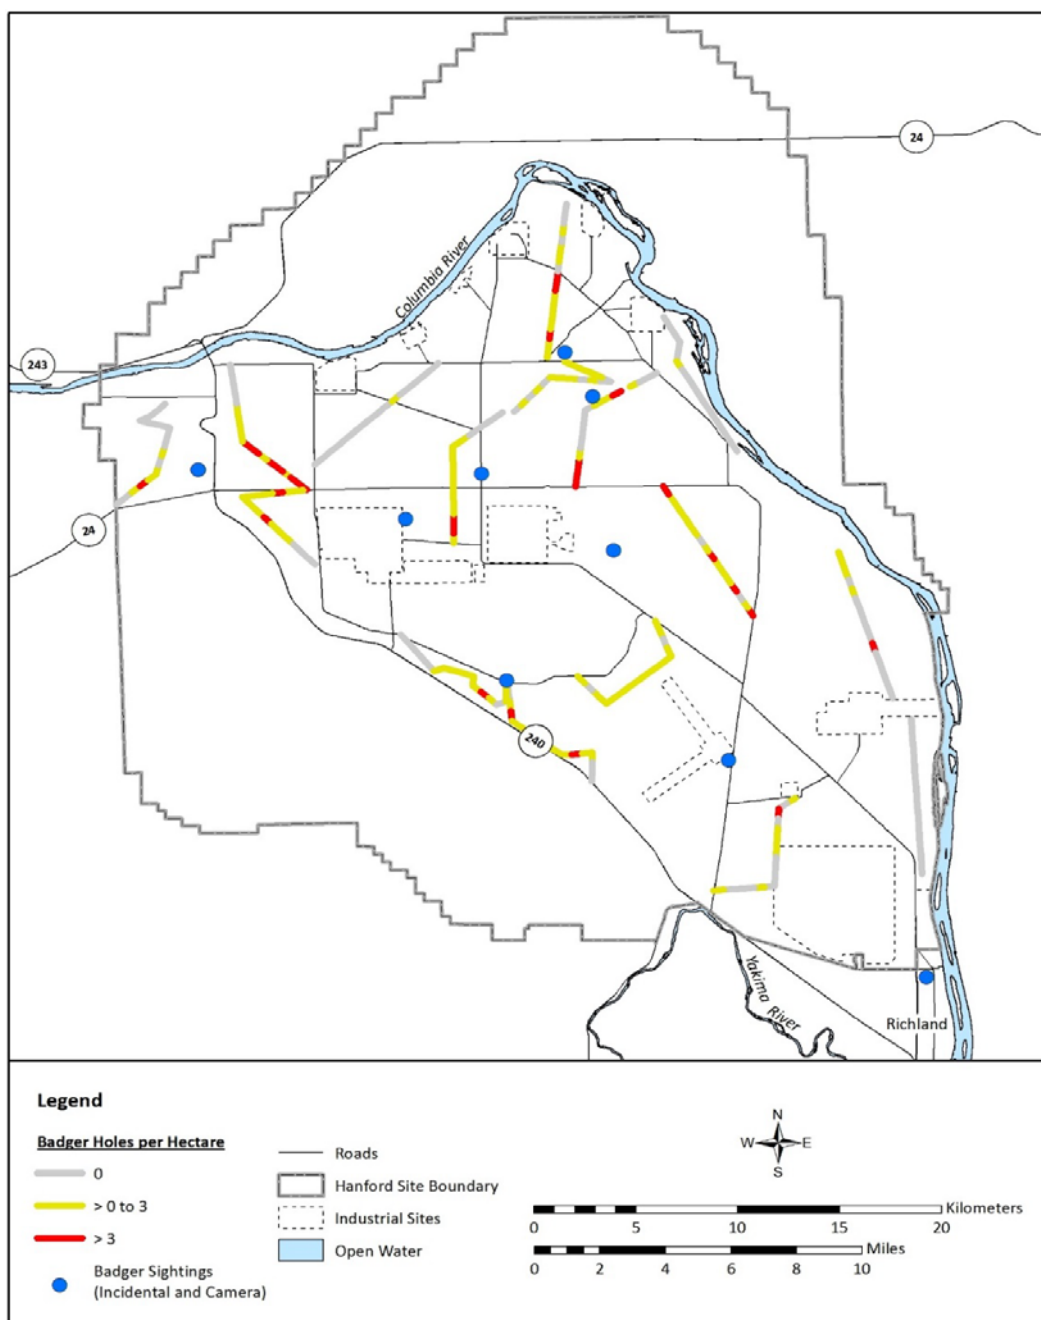 24
Columbia River
243
24
240
Yakima
River
Richland
Legend
Badger Holes per Hectare
0
> 0 to 3
> 3
Badger Sightings
(Incidental and Camera)
Roads
Hanford Site Boundary
Industrial Sites
Open Water
N
W E
S
Kilometers
0 5 10 15 20
Miles
0 2 4 6 8 10